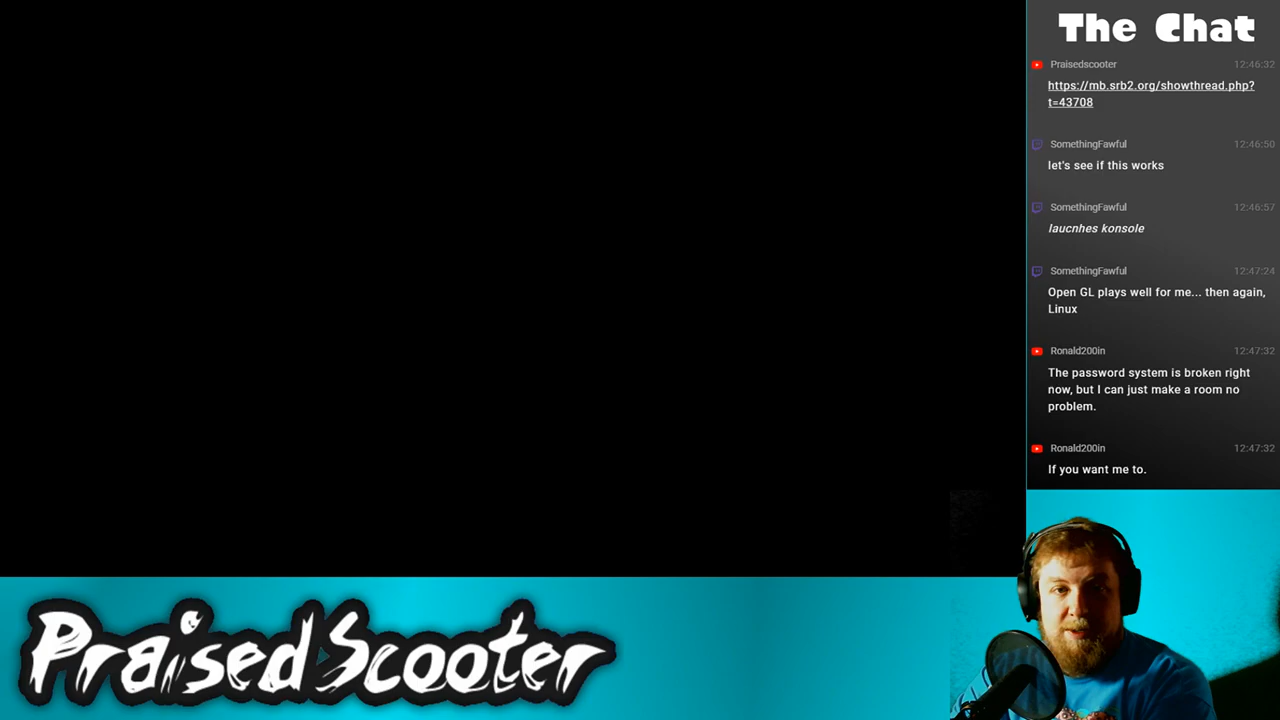 The Chat
Praisedscooter 12:46:32
https://mb.srb2.org/showthread.php?
t=43708
SomethingFawful 12:46:50
let's see if this works
SomethingFawful 12:46:57
laucnhes konsole
SomethingFawful 12:47:24
Open GL plays well for me... then again,
Linux
Ronald200in 12:47:32
The password system is broken right
now, but I can just make a room no
problem.
Ronald200in 12:47:32
If you want me to.
PraisedScooter